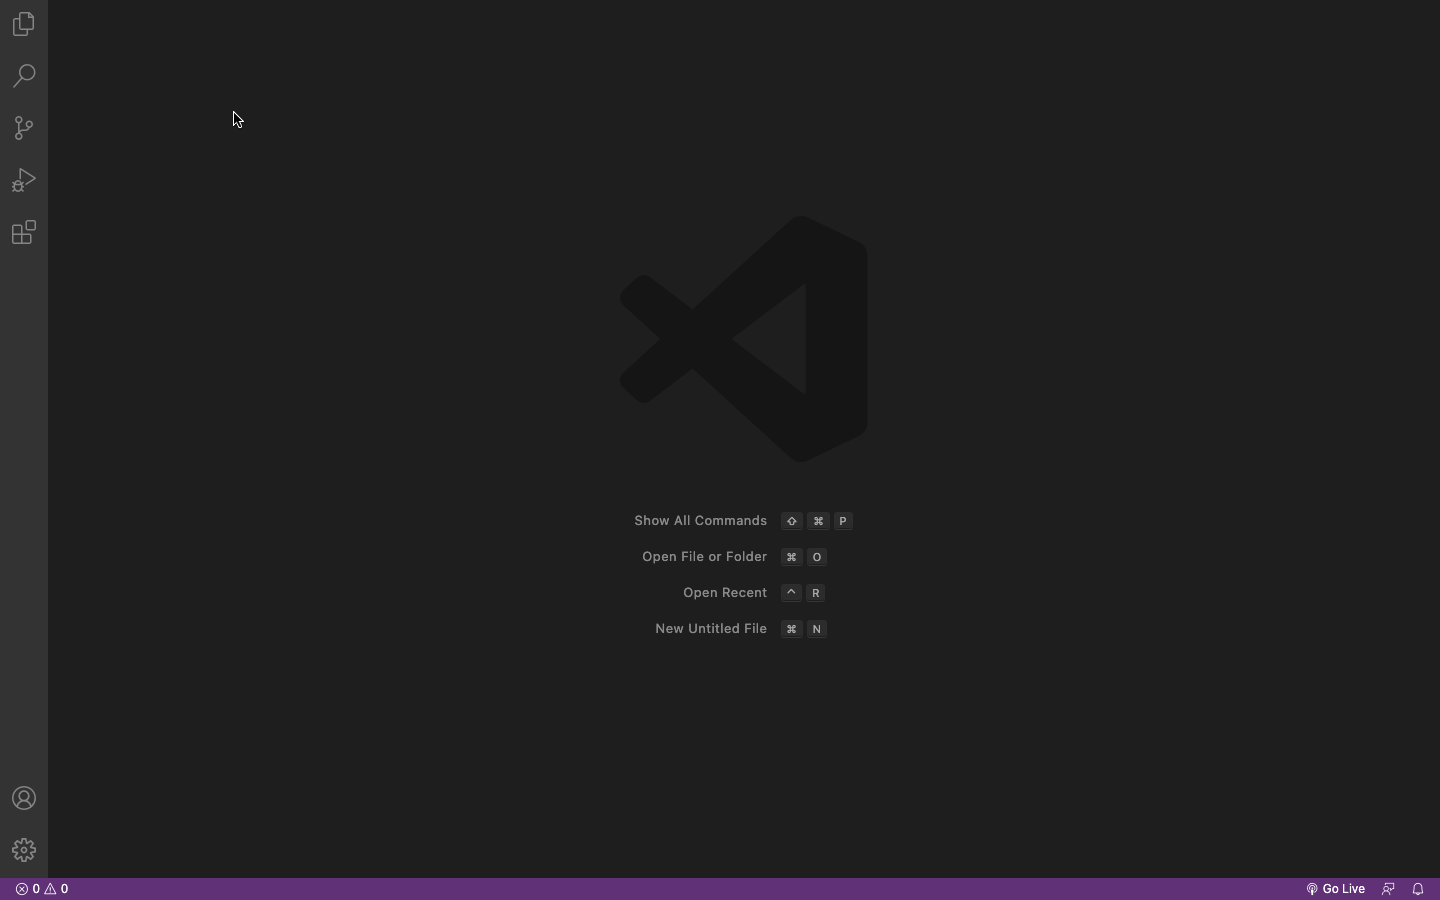 Show All Commands ⇧ ⌘ P
Open File or Folder ⌘ O
Open Recent ^ R
New Untitled File ⌘ N
0 0 Go Live